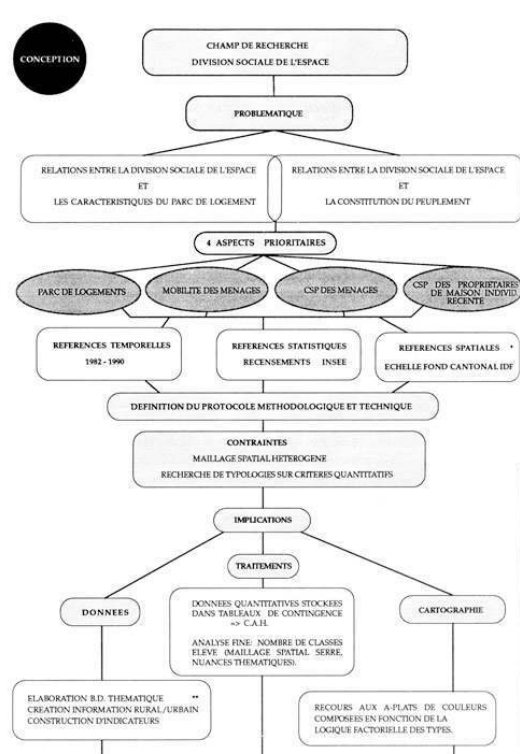 CONCEPTION
CHAMP DE RECHERCHE
DIVISION SOCIALE DE L'ESPACE
PROBLEMATIQUE
RELATIONS ENTRE LA DIVISION SOCIALE DE L'ESPACE
ET
LES CARACTERISTIQUES DU PARC DE LOGEMENT
RELATIONS ENTRE LA DIVISION SOCIALE DE L'ESPACE
ET
LA CONSTITUTION DU PEUPLEMENT
4 ASPECTS PRIORITAIRES
PARC DE LOGEMENTS
MOBILITE DES MENAGES
CSP DES MENAGES
CSP DES PROPRIETAIRES
DE MAISON INDIVID.
RECENTE
REFERENCES TEMPORELLES
1982 - 1990
REFERENCES STATISTIQUES
RECENSEMENTS INSEE
REFERENCES SPATIALES *
ECHELLE FOND CANTONAL IDF
DEFINITION DU PROTOCOLE METHODOLOGIQUE ET TECHNIQUE
CONTRAINTES
MAILLAGE SPATIAL HETEROGENE
RECHERCHE DE TYPOLOGIES SUR CRITERES QUANTITATIFS
IMPLICATIONS
DONNEES
TRAITEMENTS
CARTOGRAPHIE
DONNEES QUANTITATIVES STOCKEES
DANS TABLEAUX DE CONTINGENCE
=> C.A.H.
ANALYSE FINE: NOMBRE DE CLASSES
ELEVE (MAILLAGE SPATIAL SERRE,
NUANCES THEMATIQUES).
ELABORATION B.D. THEMATIQUE **
CREATION INFORMATION RURAL/URBAIN
CONSTRUCTION D'INDICATEURS
RECOURS AUX A-PLATS DE COULEURS
COMPOSEES EN FONCTION DE LA
LOGIQUE FACTORIELLE DES TYPES.